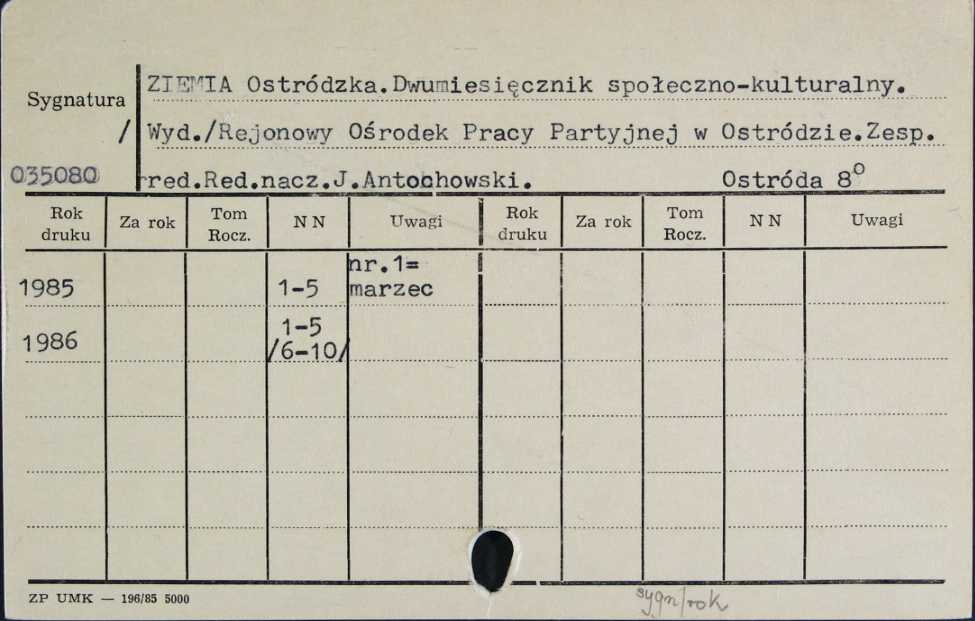 ZIEMIA Ostródzka.Dwumiesięcznik społeczno-kulturalny.
Sygnatura
/ Wyd./Rejonowy Ośrodek Pracy Partyjnej w Ostródzie.Zesp.
035080 red.Red.nacz.J.Antochowski. Ostróda 8º
Rok druku Za rok Tom Rocz. N N Uwagi Rok druku Za rok Tom Rocz. N N Uwagi
nr.1=
1985 1-5 marzec
1-5
1986 /6-10/
ZP UMK — 196/85 5000
sygn/rok